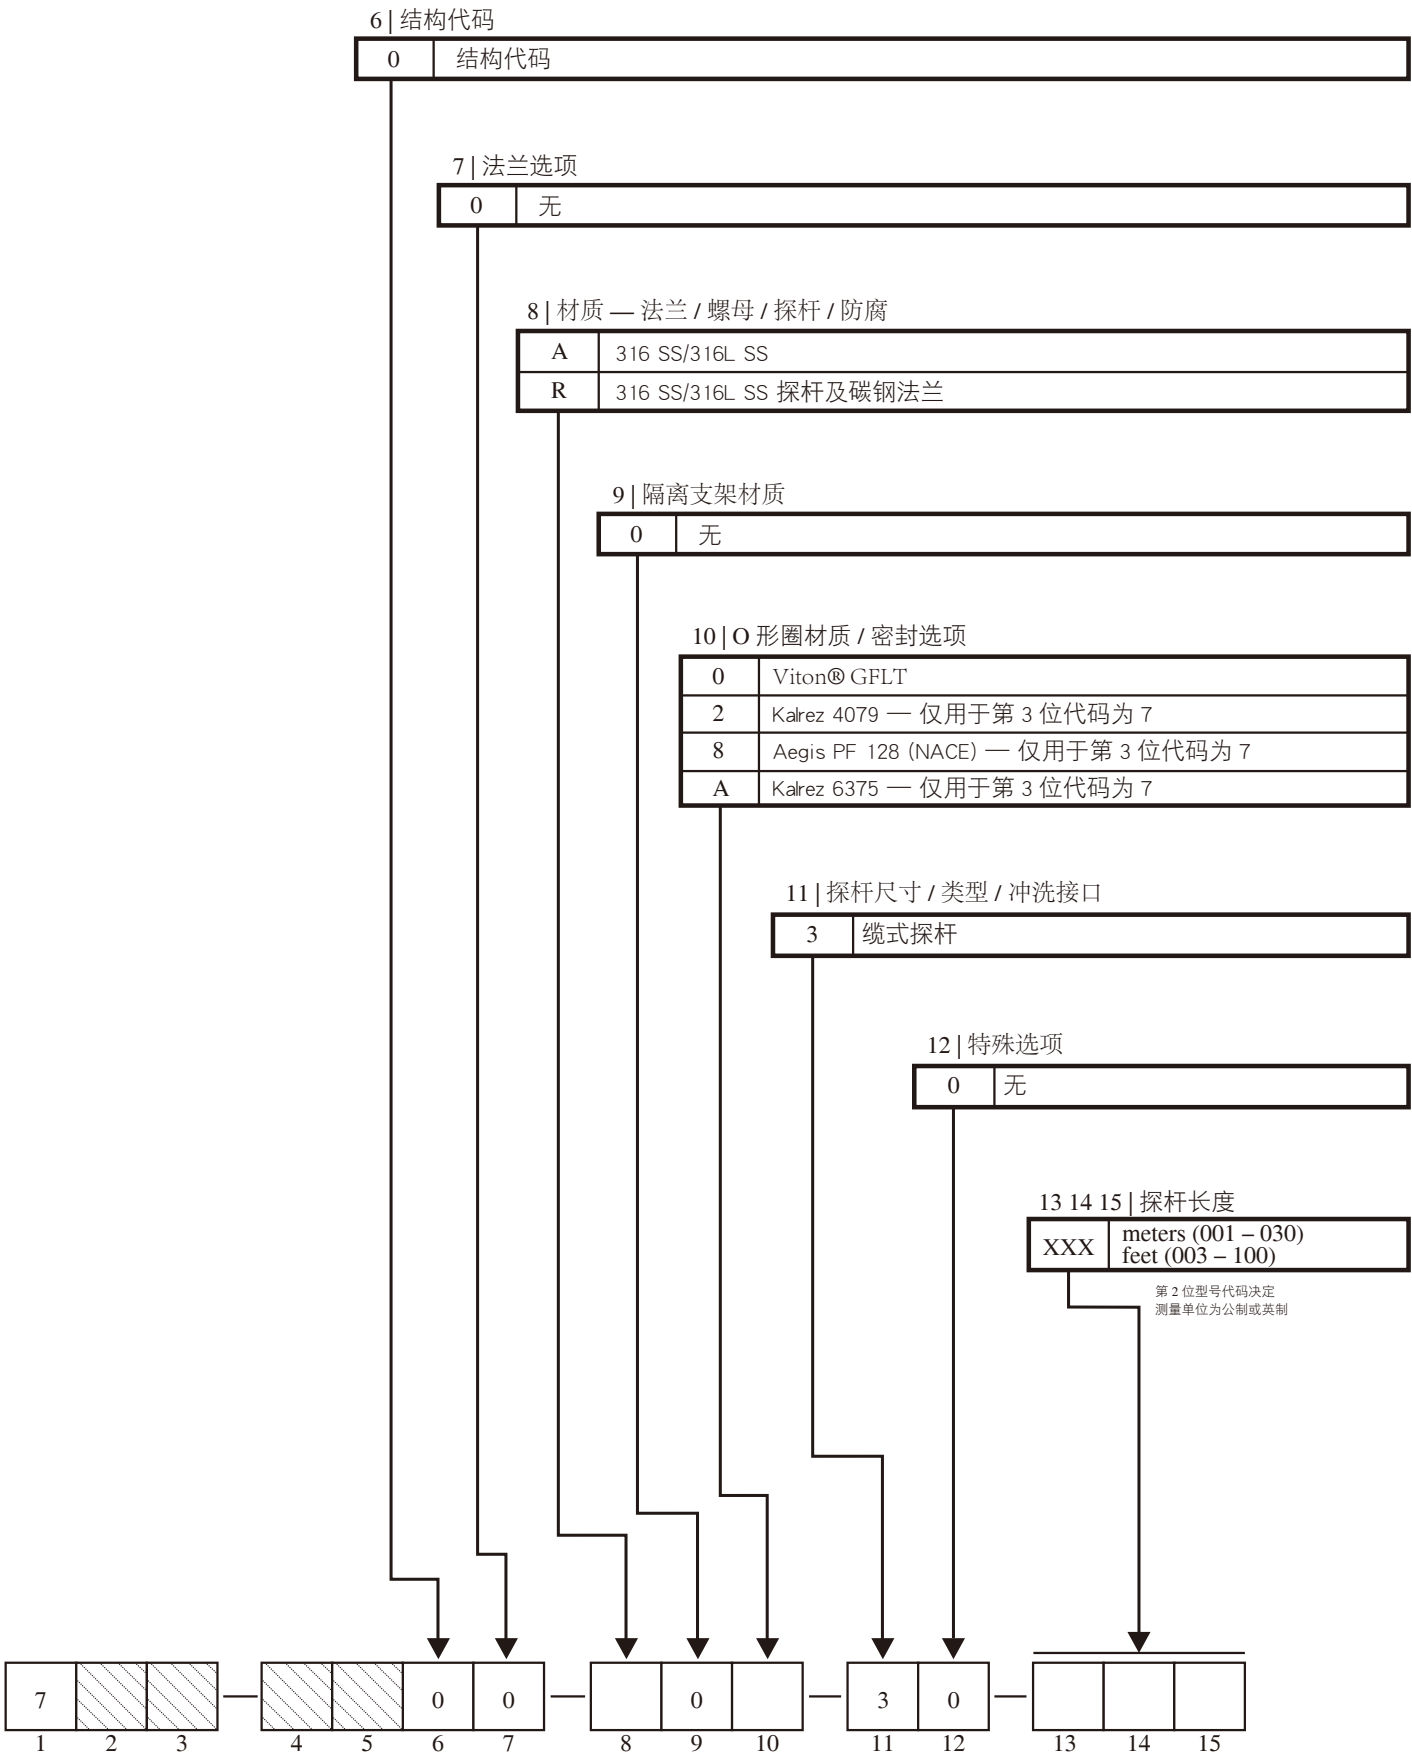 6 | 结构代码
0 结构代码
7 | 法兰选项
0 无
8 | 材质 — 法兰 / 螺母 / 探杆 / 防腐
A 316 SS/316L SS
R 316 SS/316L SS 探杆及碳钢法兰
9 | 隔离支架材质
0 无
10 | O 形圈材质 / 密封选项
0 Viton® GFLT
2 Kalrez 4079 — 仅用于第 3 位代码为 7
8 Aegis PF 128 (NACE) — 仅用于第 3 位代码为 7
A Kalrez 6375 — 仅用于第 3 位代码为 7
11 | 探杆尺寸 / 类型 / 冲洗接口
3 缆式探杆
12 | 特殊选项
0 无
13 14 15 | 探杆长度
XXX meters (001 – 030)
feet (003 – 100)
第 2 位型号代码决定
测量单位为公制或英制
7 — 0 0 — 0 — 3 0 —
1 2 3 4 5 6 7 8 9 10 11 12 13 14 15